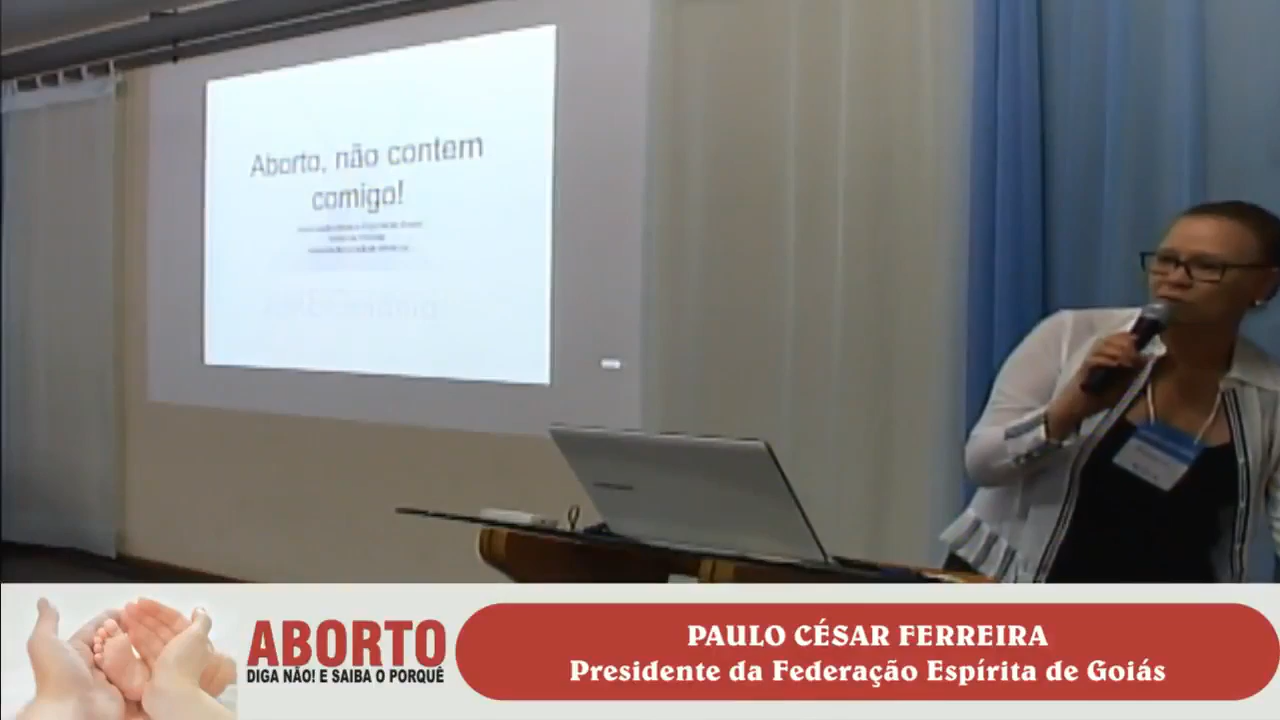 Aborto, não contem
comigo!
ABORTO
DIGA NÃO! E SAIBA O PORQUÊ
PAULO CÉSAR FERREIRA
Presidente da Federação Espírita de Goiás